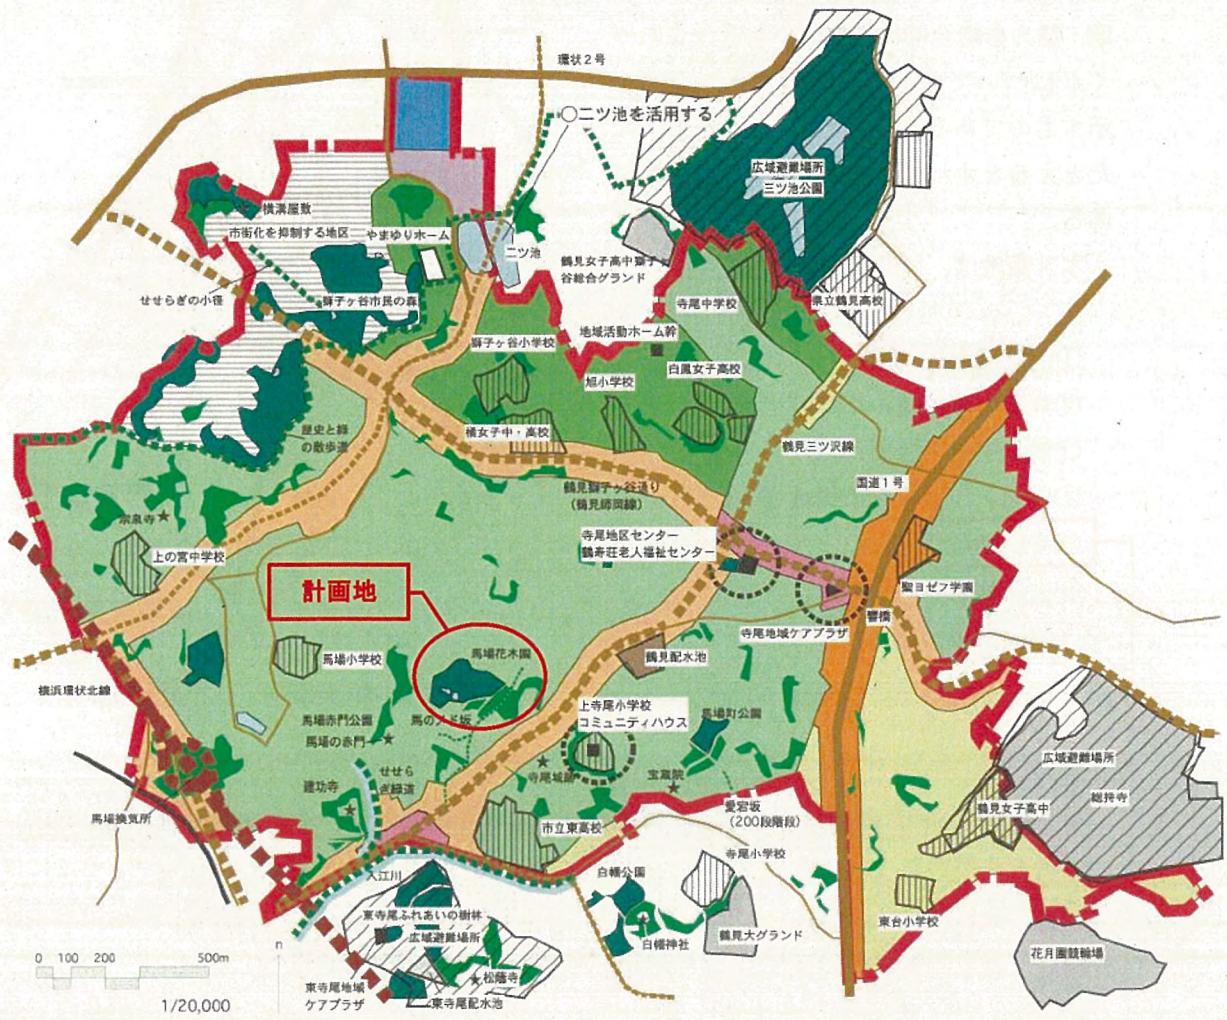 環状2号
○二ツ池を活用する
広域避難場所
三ツ池公園
横溝屋敷
市街化を抑制する地区
やまゆりホーム
二ツ池
鶴見女子高中獅子ヶ
谷総合グランド
せせらぎの小径
獅子ヶ谷市民の森
寺尾中学校
県立鶴見高校
獅子ヶ谷小学校
地域活動ホーム幹
旭小学校
白鳳女子高校
橘女子中・高校
歴史と緑
の散歩道
鶴見三ツ沢線
国道1号
鶴見獅子ヶ谷通り
(鶴見師岡線)
宗泉寺★
上の宮中学校
寺尾地区センター
鶴寿荘老人福祉センター
計画地
聖ヨゼフ学園
響橋
寺尾地域ケアプラザ
馬場花木園
馬場小学校
鶴見配水池
横浜環状北線
上寺尾小学校
コミュニティハウス
馬場赤門公園
馬のメド坂
馬場の赤門
馬場町公園
広域避難場所
総持寺
せせら
ぎ緑道
寺尾城趾
宝蔵院
建功寺
愛宕坂
(200段階段)
鶴見女子高中
馬場換気所
市立東高校
寺尾小学校
入江川
白幡公園
東台小学校
東寺尾ふれあいの樹林
広域避難場所
白幡神社
鶴見大グランド
花月園競輪場
松蔭寺
東寺尾地域
ケアプラザ
東寺尾配水池
n
0 100 200 500m
1/20,000